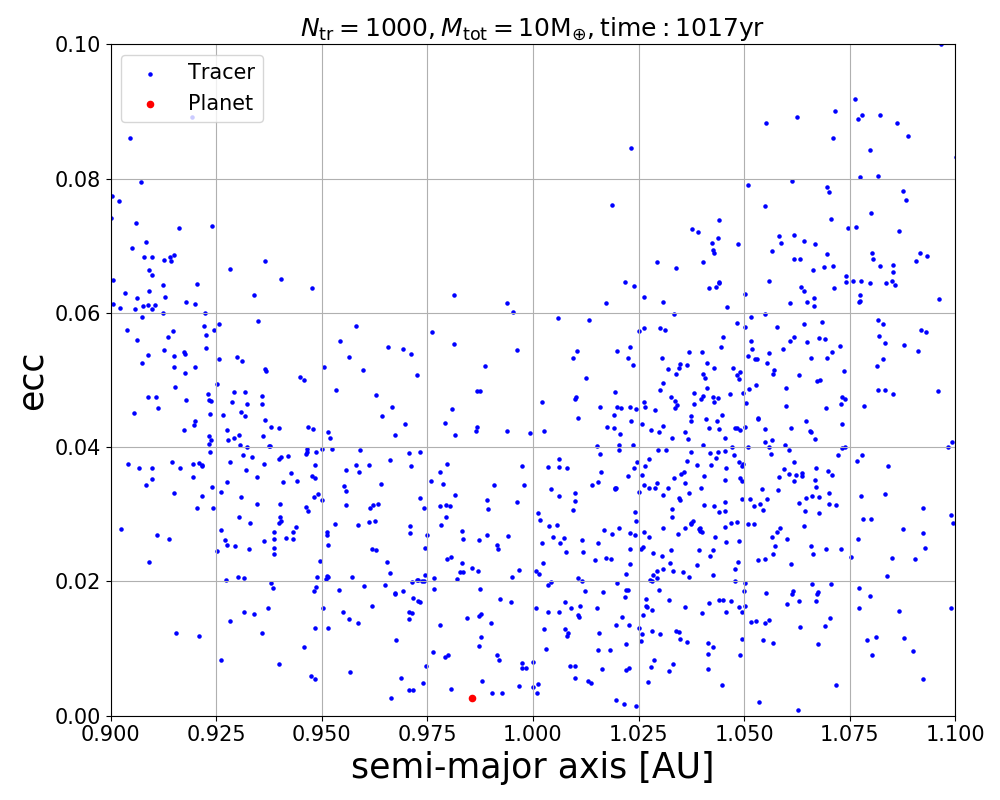 N_tr = 1000, M_tot = 10M_⊕, time : 1017yr
Tracer
Planet
ecc
0.10
0.08
0.06
0.04
0.02
0.00
0.900 0.925 0.950 0.975 1.000 1.025 1.050 1.075 1.100
semi-major axis [AU]